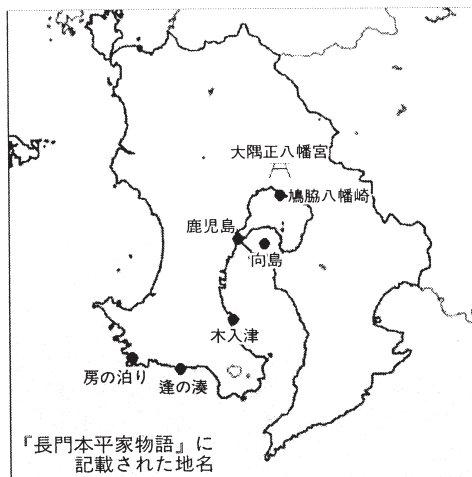 大隅正八幡宮
鳩脇八幡崎
鹿児島
向島
木入津
房の泊り
逢の湊
『長門本平家物語』に
記載された地名